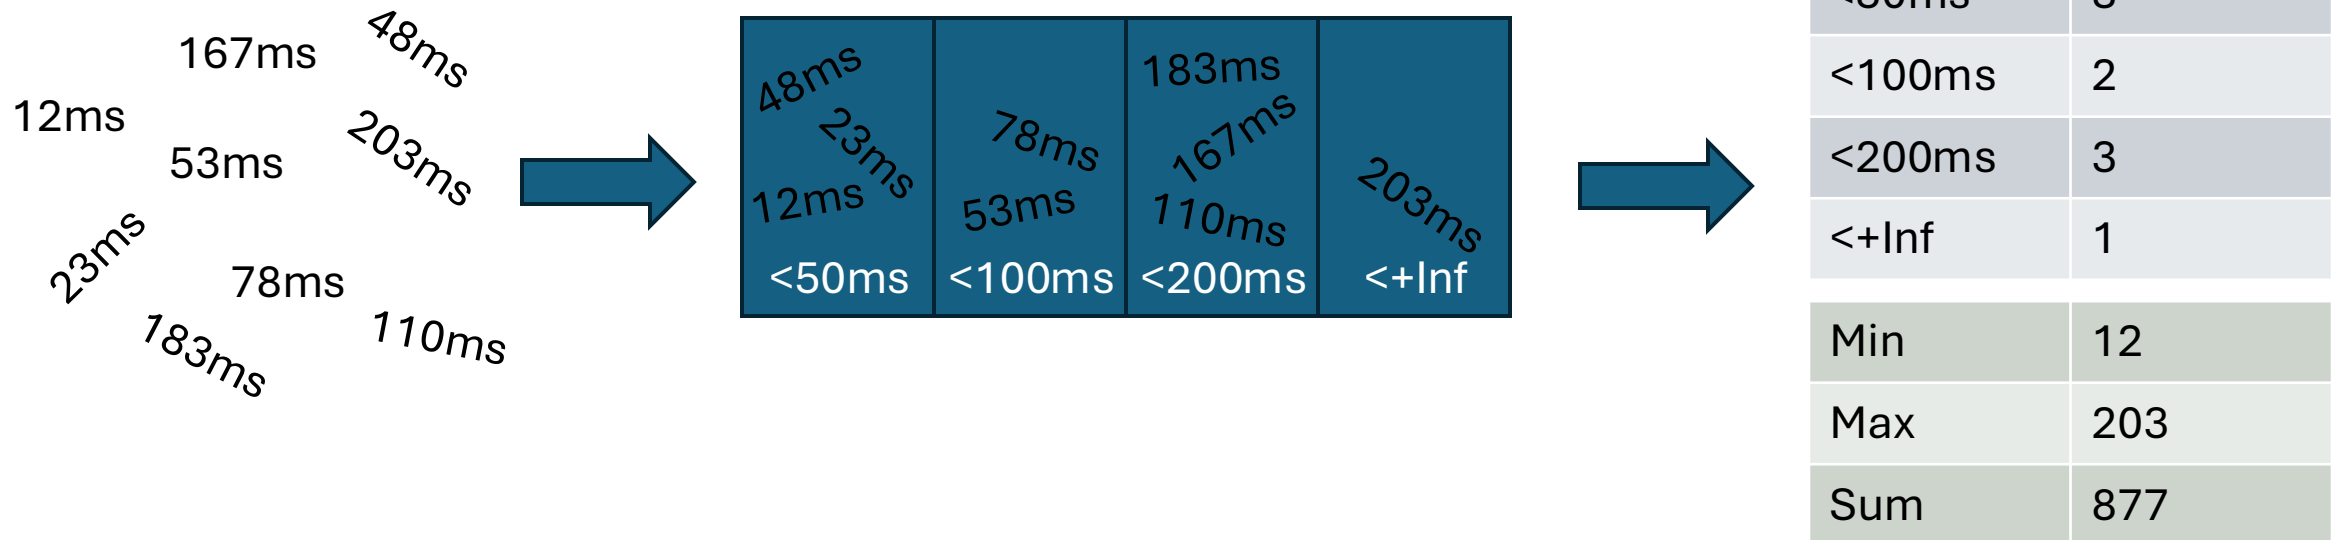 167ms
48ms
12ms
53ms
203ms
23ms
78ms
183ms
110ms
48ms
23ms
12ms
<50ms
78ms
53ms
<100ms
183ms
167ms
110ms
<200ms
203ms
<+Inf
<100ms 2
<200ms 3
<+Inf 1
Min 12
Max 203
Sum 877